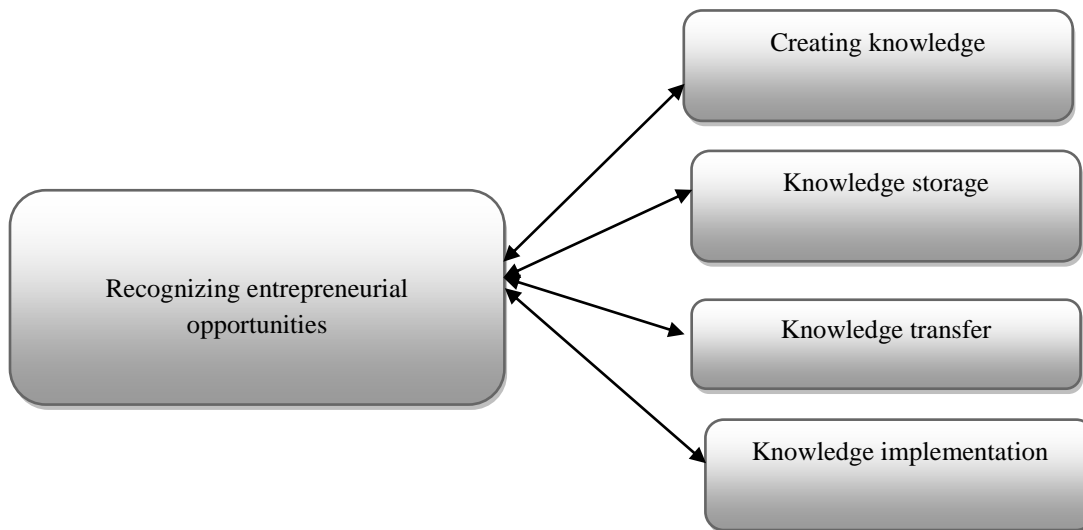 Creating knowledge
Knowledge storage
Recognizing entrepreneurial
opportunities
Knowledge transfer
Knowledge implementation